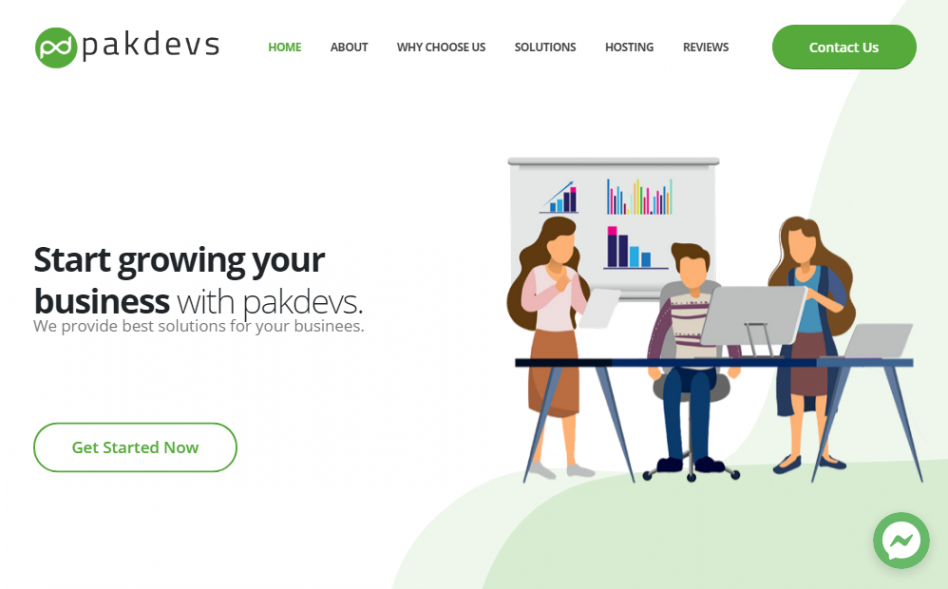 pd pakdevs
HOME ABOUT WHY CHOOSE US SOLUTIONS HOSTING REVIEWS Contact Us
Start growing your
business with pakdevs.
We provide best solutions for your businees.
Get Started Now